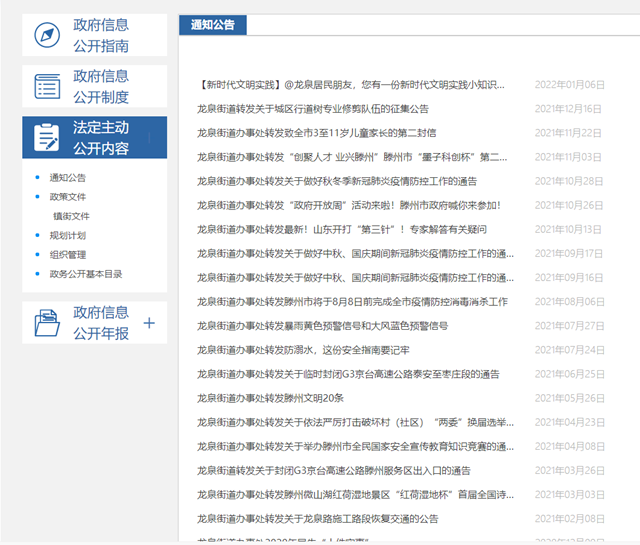 政府信息
公开指南
政府信息
公开制度
法定主动
公开内容
通知公告
政策文件
镇街文件
规划计划
组织管理
政务公开基本目录
政府信息
公开年报
通知公告
【新时代文明实践】@龙泉居民朋友，您有一份新时代文明实践小知识... 2022年01月06日
龙泉街道转发关于城区行道树专业修剪队伍的征集公告 2021年12月16日
龙泉街道办事处转发致全市3至11岁儿童家长的第二封信 2021年11月22日
龙泉街道办事处转发“创聚人才 业兴滕州”滕州市“墨子科创杯”第二... 2021年11月03日
龙泉街道办事处转发关于做好秋冬季新冠肺炎疫情防控工作的通告 2021年10月28日
龙泉街道办事处转发“政府开放周”活动来啦！滕州市政府喊你来参加！ 2021年10月26日
龙泉街道办事处转发最新！山东开打“第三针”！专家解答有关疑问 2021年10月13日
龙泉街道办事处转发关于做好中秋、国庆期间新冠肺炎疫情防控工作的通... 2021年09月17日
龙泉街道办事处转发关于做好中秋、国庆期间新冠肺炎疫情防控工作的通... 2021年09月16日
龙泉街道办事处转发滕州市将于8月8日前完成全市疫情防控消毒消杀工作 2021年08月06日
龙泉街道办事处转发暴雨黄色预警信号和大风蓝色预警信号 2021年07月27日
龙泉街道办事处转发防溺水，这份安全指南要记牢 2021年07月24日
龙泉街道办事处转发关于临时封闭G3京台高速公路泰安至枣庄段的通告 2021年06月25日
龙泉街道办事处转发滕州文明20条 2021年05月26日
龙泉街道办事处转发关于依法严厉打击破坏村（社区）“两委”换届选举... 2021年04月23日
龙泉街道办事处转发关于举办滕州市全民国家安全宣传教育知识竞赛的通... 2021年04月08日
龙泉街道转发关于封闭G3京台高速公路滕州服务区出入口的通告 2021年03月26日
龙泉街道办事处转发滕州微山湖红荷湿地景区“红荷湿地杯”首届全国诗... 2021年03月03日
龙泉街道办事处转发关于龙泉路施工路段恢复交通的公告 2021年02月08日